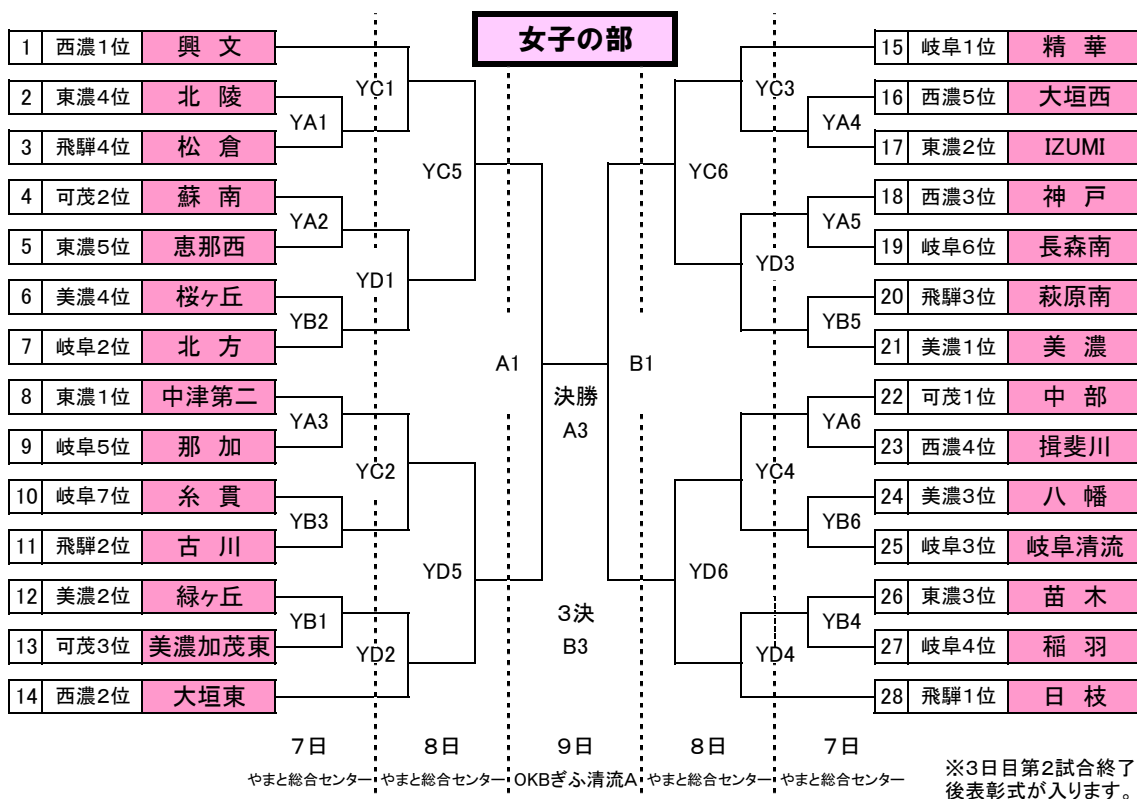 女子の部
1 西濃1位 興文
2 東濃4位 北陵
3 飛騨4位 松倉
4 可茂2位 蘇南
5 東濃5位 恵那西
6 美濃4位 桜ヶ丘
7 岐阜2位 北方
8 東濃1位 中津第二
9 岐阜5位 那加
10 岐阜7位 糸貫
11 飛騨2位 古川
12 美濃2位 緑ヶ丘
13 可茂3位 美濃加茂東
14 西濃2位 大垣東
YA1
YA2
YB2
YA3
YB3
YB1
YC1
YD1
YC2
YD2
YC5
YD5
A1
決勝
A3
3決
B3
B1
YC6
YD6
YC3
YD3
YC4
YD4
YA4
YA5
YB5
YA6
YB6
YB4
15 岐阜1位 精華
16 西濃5位 大垣西
17 東濃2位 IZUMI
18 西濃3位 神戸
19 岐阜6位 長森南
20 飛騨3位 萩原南
21 美濃1位 美濃
22 可茂1位 中部
23 西濃4位 揖斐川
24 美濃3位 八幡
25 岐阜3位 岐阜清流
26 東濃3位 苗木
27 岐阜4位 稲羽
28 飛騨1位 日枝
7日 8日 9日 8日 7日
やまと総合センター やまと総合センター OKBぎふ清流A やまと総合センター やまと総合センター
※3日目第2試合終了
後表彰式が入ります。